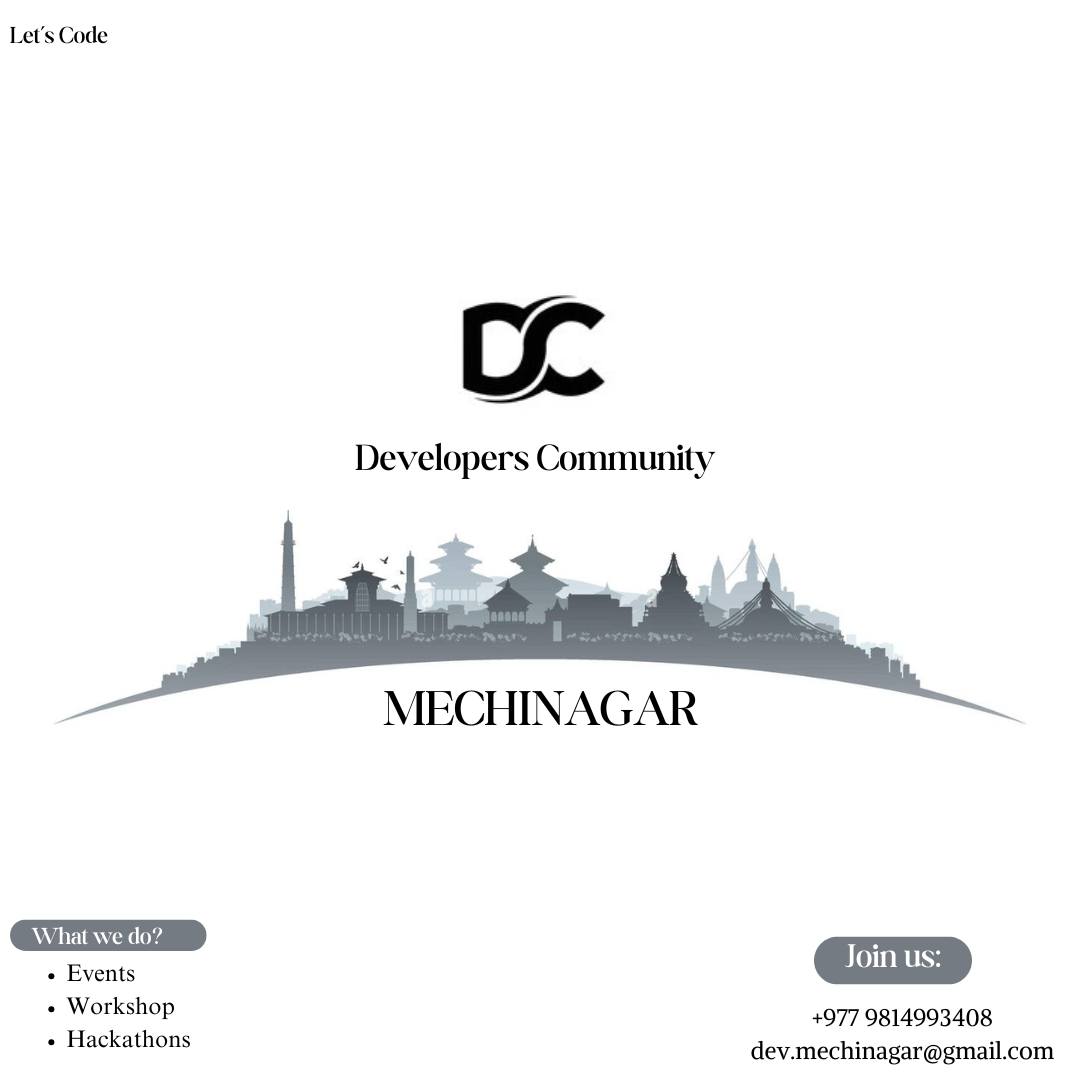 Let's Code
DC
Developers Community
MECHINAGAR
What we do?
• Events
• Workshop
• Hackathons
Join us:
+977 9814993408
dev.mechinagar@gmail.com